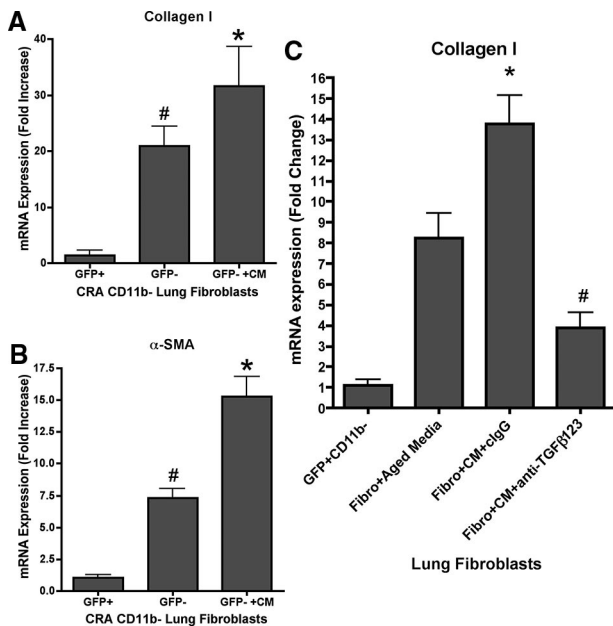 A
Collagen I
mRNA Expression (Fold Increase)
40
30
20
10
0
#
*
GFP+ GFP- GFP- +CM
CRA CD11b- Lung Fibroblasts
B
α-SMA
mRNA Expression (Fold Increase)
17.5
15.0
12.5
10.0
7.5
5.0
2.5
0.0
#
*
GFP+ GFP- GFP- +CM
CRA CD11b- Lung Fibroblasts
C
Collagen I
mRNA expression (Fold Change)
16
15
14
13
12
11
10
9
8
7
6
5
4
3
2
1
0
*
#
GFP+CD11b-
Fibro+Aged Media
Fibro+CM+cIgG
Fibro+CM+anti-TGFβ123
Lung Fibroblasts